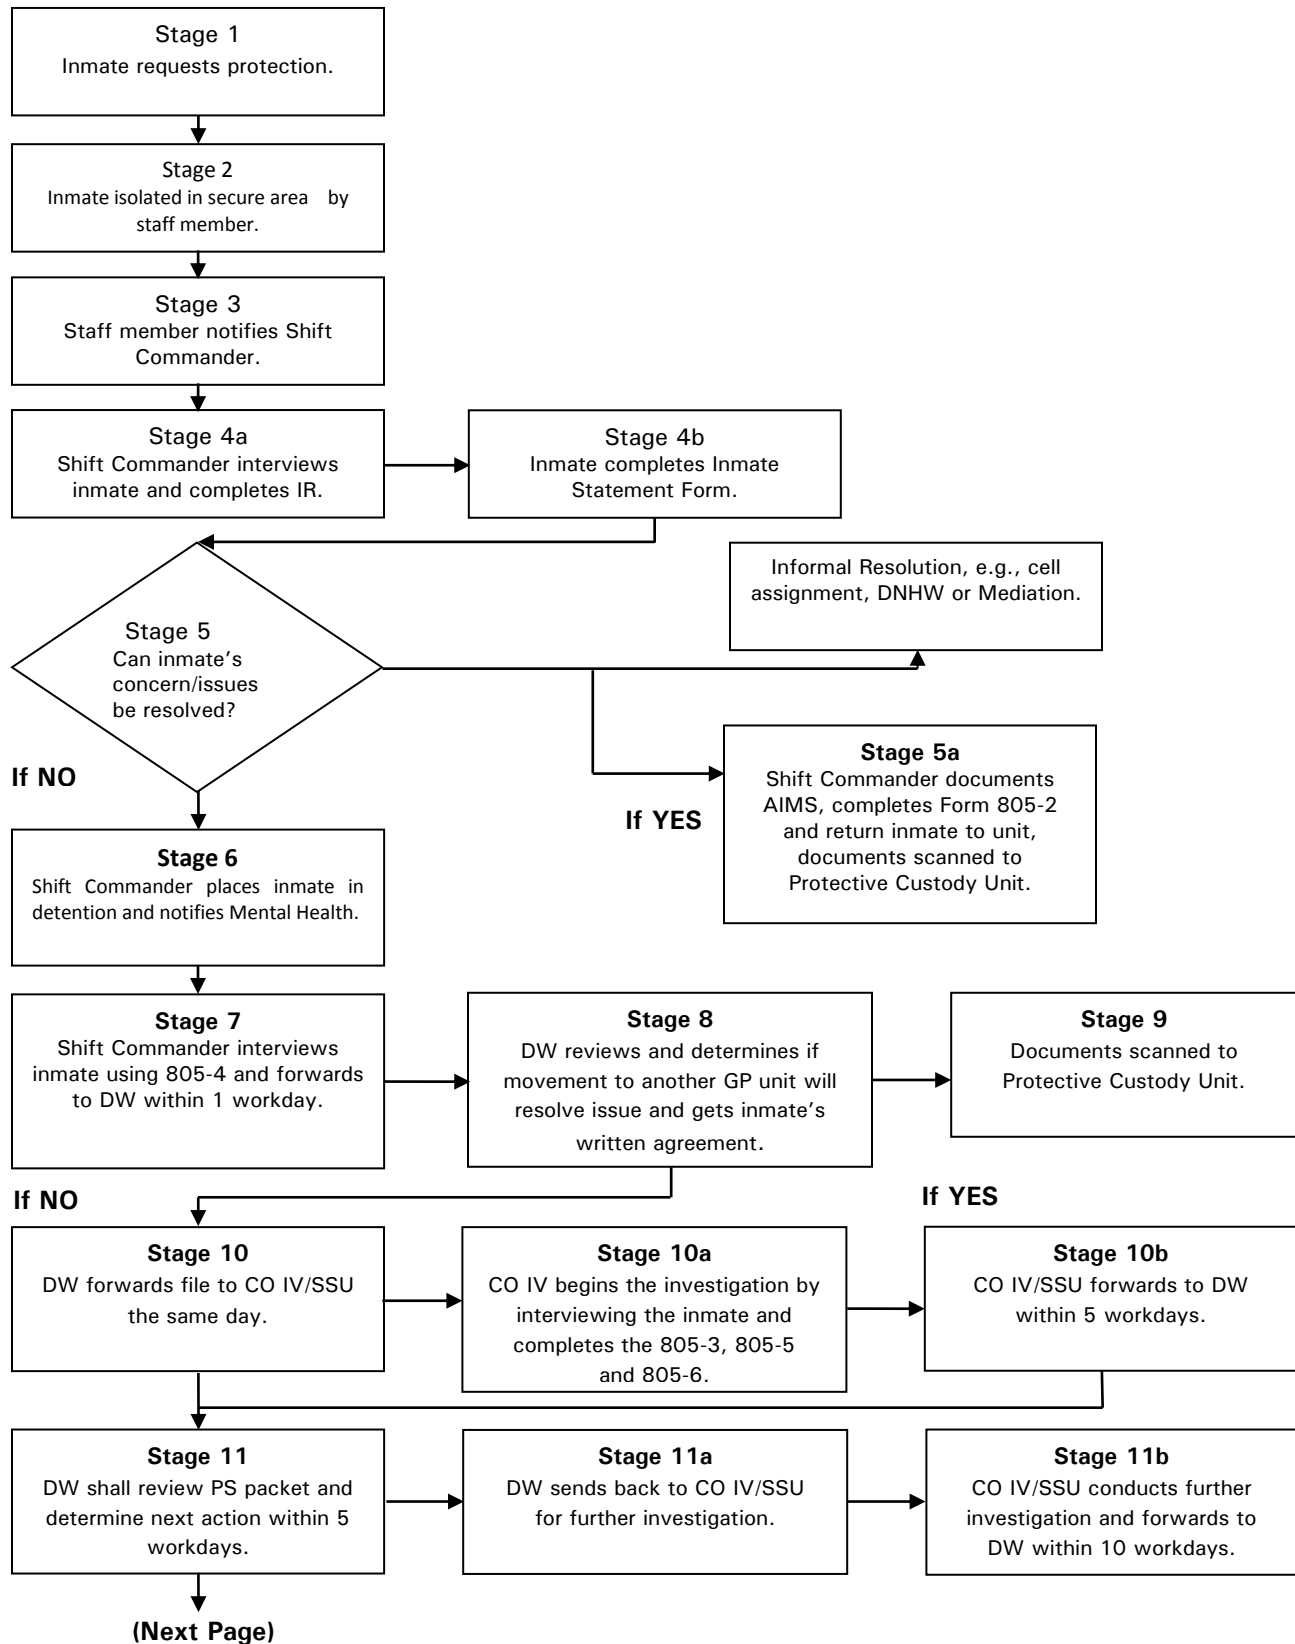 Stage 1
Inmate requests protection.
Stage 2
Inmate isolated in secure area by
staff member.
Stage 3
Staff member notifies Shift
Commander.
Stage 4a
Shift Commander interviews
inmate and completes IR.
Stage 4b
Inmate completes Inmate
Statement Form.
Informal Resolution, e.g., cell
assignment, DNHW or Mediation.
Stage 5
Can inmate's
concern/issues
be resolved?
If NO
If YES
Stage 5a
Shift Commander documents
AIMS, completes Form 805-2
and return inmate to unit,
documents scanned to
Protective Custody Unit.
Stage 6
Shift Commander places inmate in
detention and notifies Mental Health.
Stage 7
Shift Commander interviews
inmate using 805-4 and forwards
to DW within 1 workday.
Stage 8
DW reviews and determines if
movement to another GP unit will
resolve issue and gets inmate's
written agreement.
Stage 9
Documents scanned to
Protective Custody Unit.
If NO
If YES
Stage 10
DW forwards file to CO IV/SSU
the same day.
Stage 10a
CO IV begins the investigation by
interviewing the inmate and
completes the 805-3, 805-5
and 805-6.
Stage 10b
CO IV/SSU forwards to DW
within 5 workdays.
Stage 11
DW shall review PS packet and
determine next action within 5
workdays.
Stage 11a
DW sends back to CO IV/SSU
for further investigation.
Stage 11b
CO IV/SSU conducts further
investigation and forwards to
DW within 10 workdays.
(Next Page)